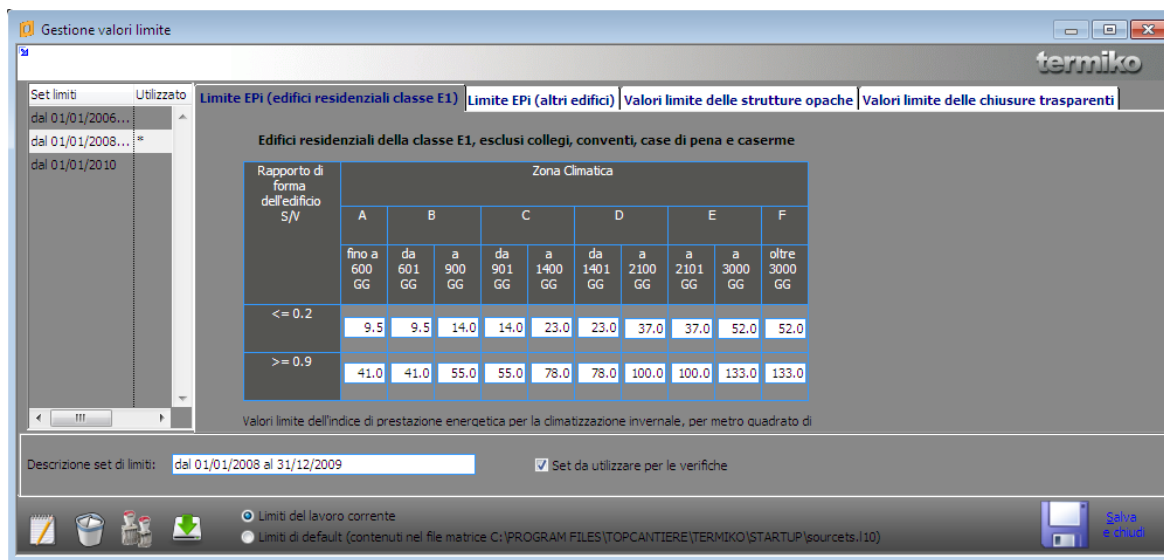 Gestione valori limite
termiko
Set limiti Utilizzato
dal 01/01/2006...
dal 01/01/2008... *
dal 01/01/2010
Limite EPi (edifici residenziali classe E1) Limite EPi (altri edifici) Valori limite delle strutture opache Valori limite delle chiusure trasparenti
Edifici residenziali della classe E1, esclusi collegi, conventi, case di pena e caserme
Rapporto di forma dell'edificio S/V Zona Climatica
A B C D E F
fino a 600 GG da 601 GG a 900 GG da 901 GG a 1400 GG da 1401 GG a 2100 GG a 2101 GG a 3000 GG oltre 3000 GG
<= 0.2 9.5 9.5 14.0 14.0 23.0 23.0 37.0 37.0 52.0 52.0
>= 0.9 41.0 41.0 55.0 55.0 78.0 78.0 100.0 100.0 133.0 133.0
Valori limite dell'indice di prestazione energetica per la climatizzazione invernale, per metro quadrato di
Descrizione set di limiti: dal 01/01/2008 al 31/12/2009 Set da utilizzare per le verifiche
Limiti del lavoro corrente
Limiti di default (contenuti nel file matrice C:\PROGRAM FILES\TOPCANTIERE\TERMIKO\STARTUP\sourcets.l10)
Salva
e chiudi